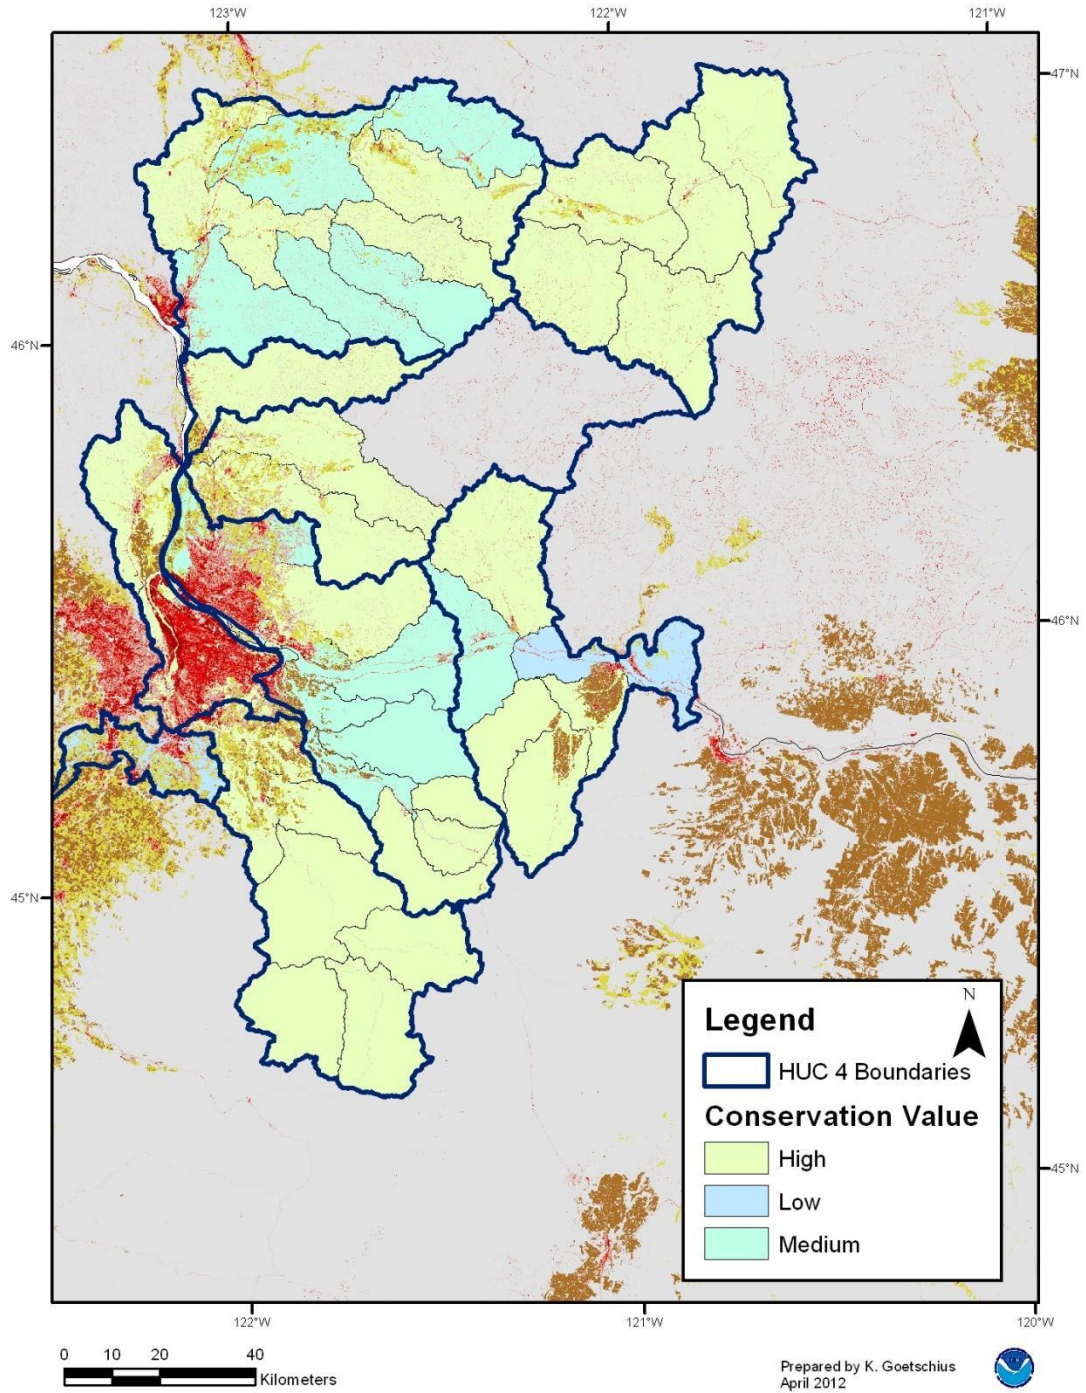 123°W 122°W 121°W
47°N
46°N
46°N
45°N
45°N
Legend
N
HUC 4 Boundaries
Conservation Value
High
Low
Medium
122°W 121°W 120°W
0 10 20 40
Kilometers
Prepared by K. Goetschius
April 2012